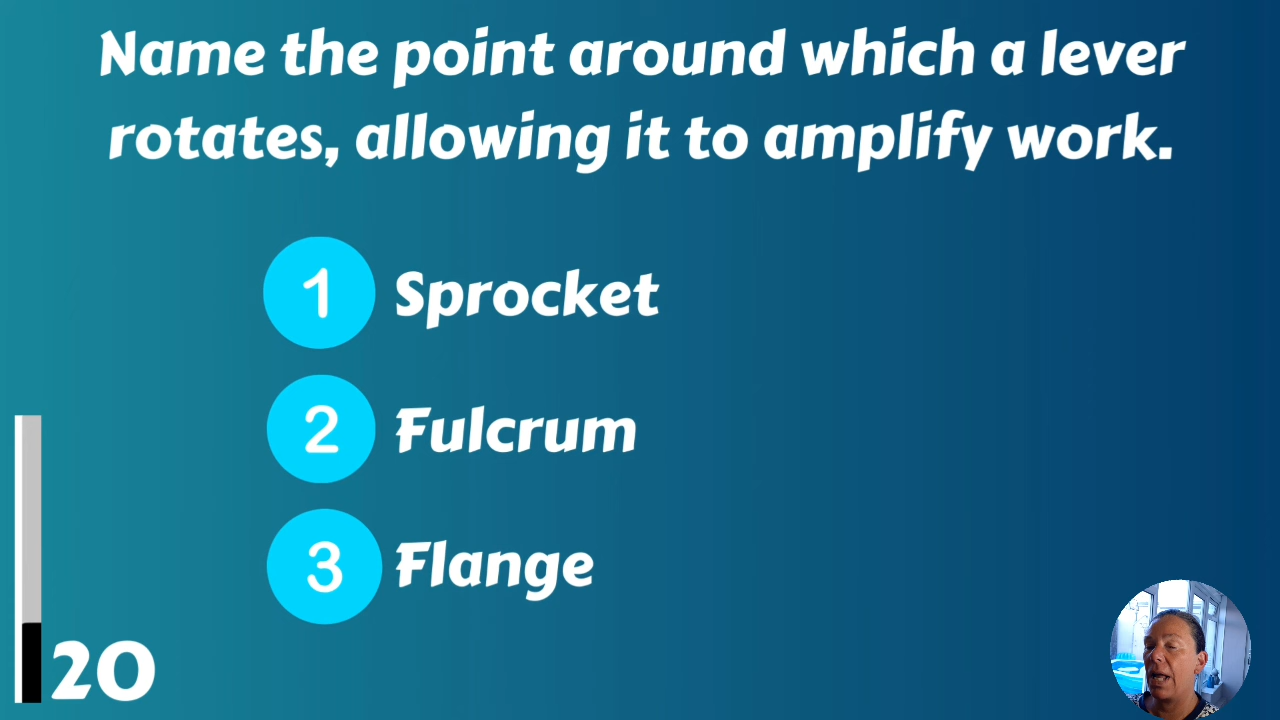 Name the point around which a lever
rotates, allowing it to amplify work.
1 Sprocket
2 Fulcrum
3 Flange
20